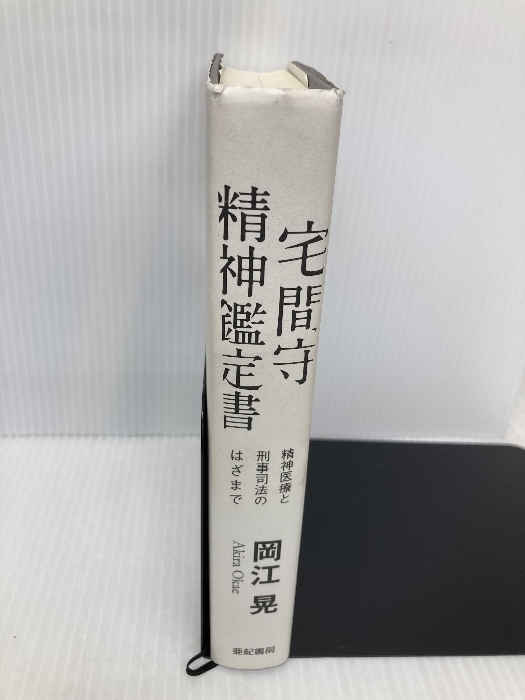 宅間守
精神鑑定書
精神医療と
刑事司法の
はざまで
岡江 晃
Akira Okae
亜紀書房